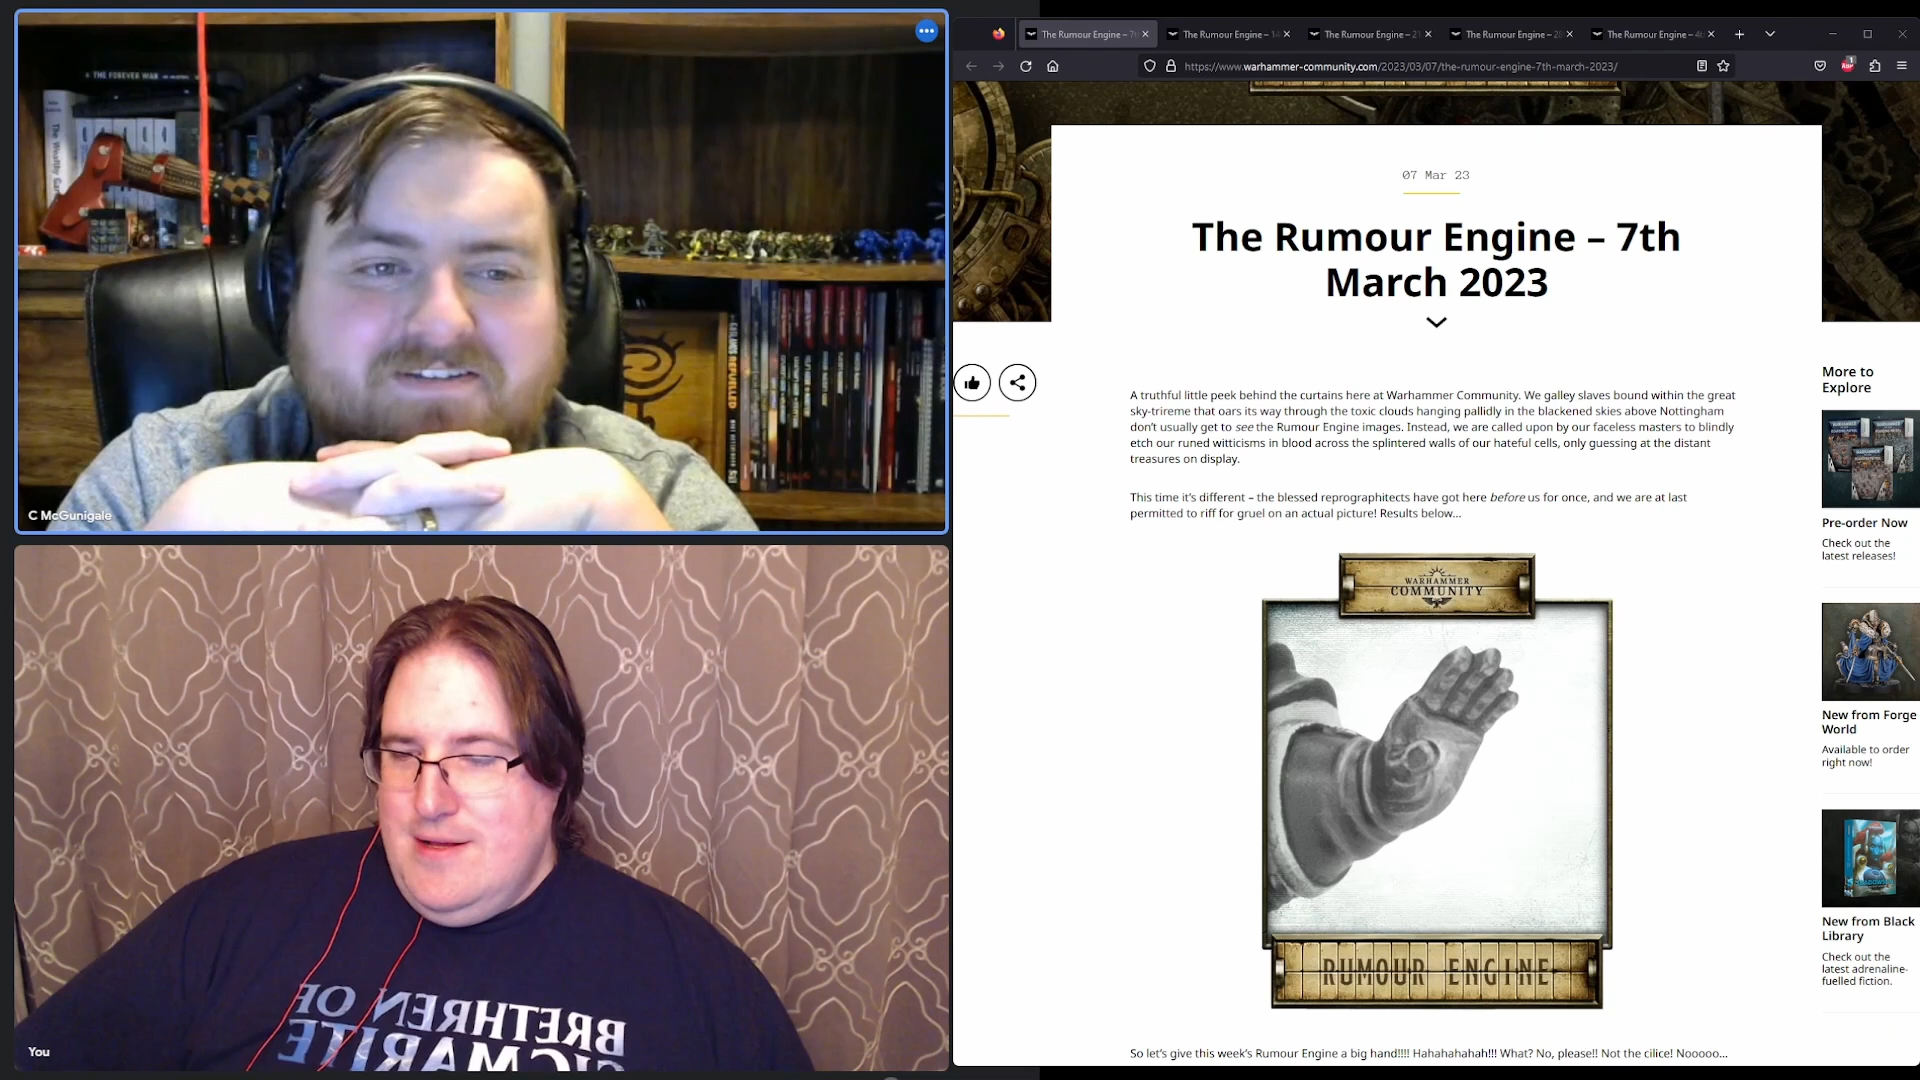 THE FOREVER WAR
C McGunigale
BRETHREN OF
SIGMARITE
You
The Rumour Engine – 7t
The Rumour Engine – 14
The Rumour Engine – 21
The Rumour Engine – 28
The Rumour Engine – 4t
https://www.warhammer-community.com/2023/03/07/the-rumour-engine-7th-march-2023/
07 Mar 23
The Rumour Engine – 7th
March 2023
A truthful little peek behind the curtains here at Warhammer Community. We galley slaves bound within the great
sky-trireme that oars its way through the toxic clouds hanging pallidly in the blackened skies above Nottingham
don’t usually get to see the Rumour Engine images. Instead, we are called upon by our faceless masters to blindly
etch our runed witticisms in blood across the splintered walls of our hateful cells, only guessing at the distant
treasures on display.
This time it’s different – the blessed reprographitects have got here before us for once, and we are at last
permitted to riff for gruel on an actual picture! Results below…
WARHAMMER
COMMUNITY
RUMOUR ENGINE
So let’s give this week’s Rumour Engine a big hand!!!! Hahahahahah!!! What? No, please!! Not the cilice! Nooooo…
More to
Explore
Pre-order Now
Check out the
latest releases!
New from Forge
World
Available to order
right now!
New from Black
Library
Check out the
latest adrenaline-
fuelled fiction.